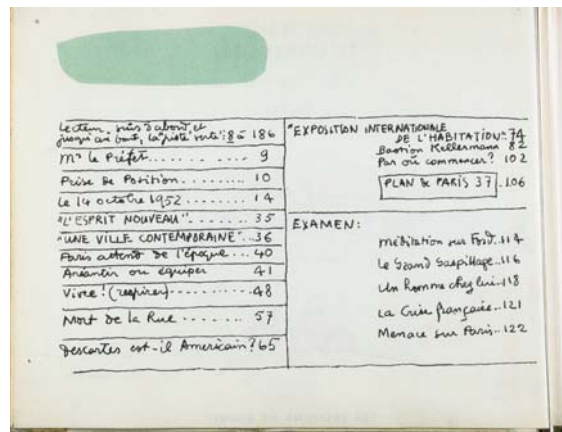 Lecteur, suis d'abord, et
jusqu'au bout, la "piste verte": 8 à 186
Mr le Préfet.............9
Prise de Position..........10
Le 14 octobre 1952........14
"L'ESPRIT NOUVEAU"........35
"UNE VILLE CONTEMPORAINE"..36
Paris attend de l'époque...40
Anéantir ou équiper 41
Vivre! (respirer)...........48
Mort de la Rue........57
Descartes est-il Américain? 65
"EXPOSITION INTERNATIONALE
DE L'HABITATION". 74
Bastion Kellermann 82
Par où commencer? 102
PLAN de PARIS 37 .106
EXAMEN:
méditation sur Ford. 114
Le Grand Gaspillage..116
Un homme chez lui..118
La Crise française..121
Menace sur Paris..122